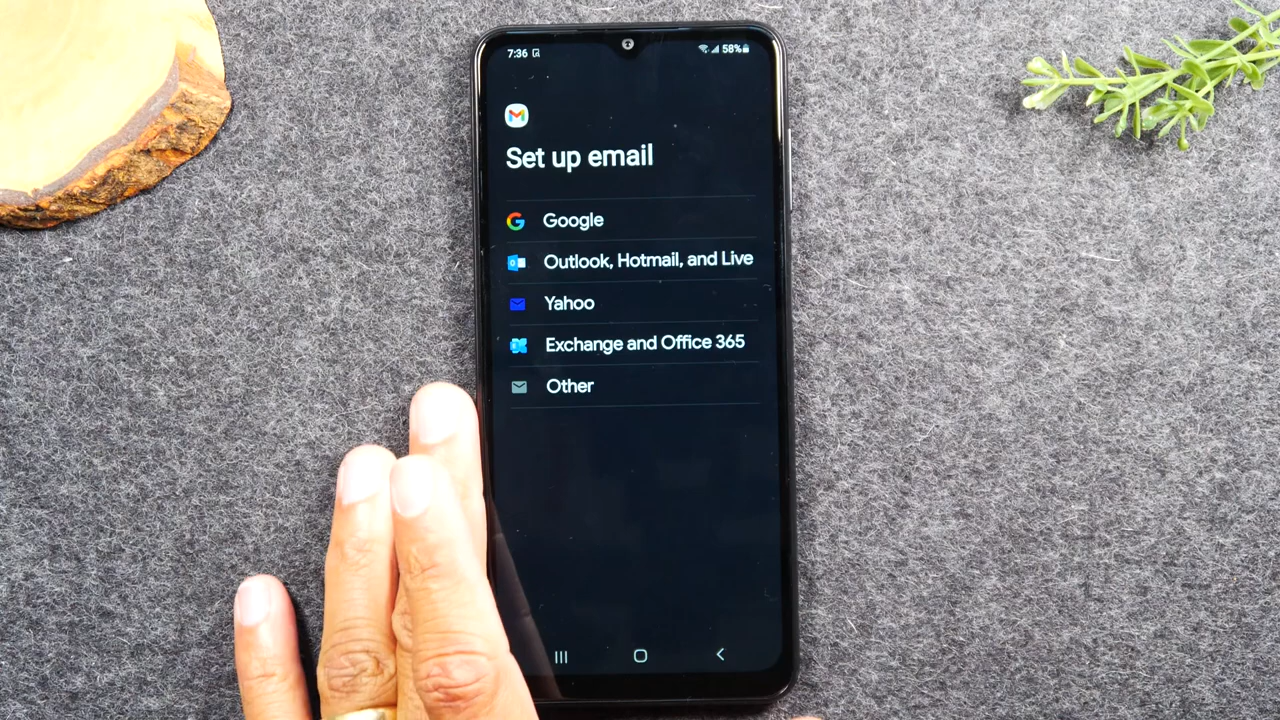 7:36 58%
Set up email
Google
Outlook, Hotmail, and Live
Yahoo
Exchange and Office 365
Other